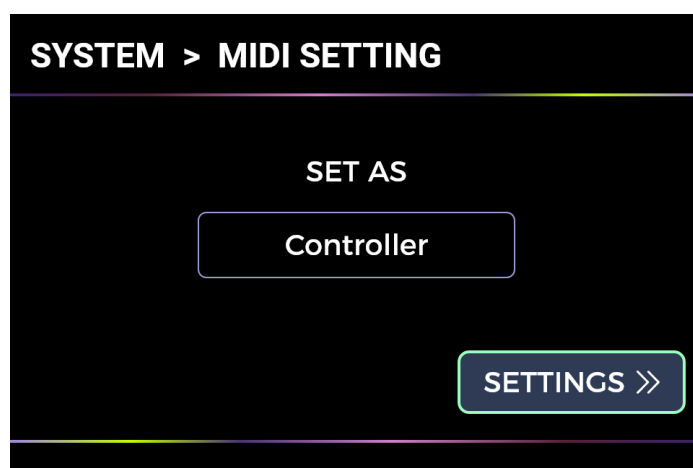 SYSTEM > MIDI SETTING
SET AS
Controller
SETTINGS >>